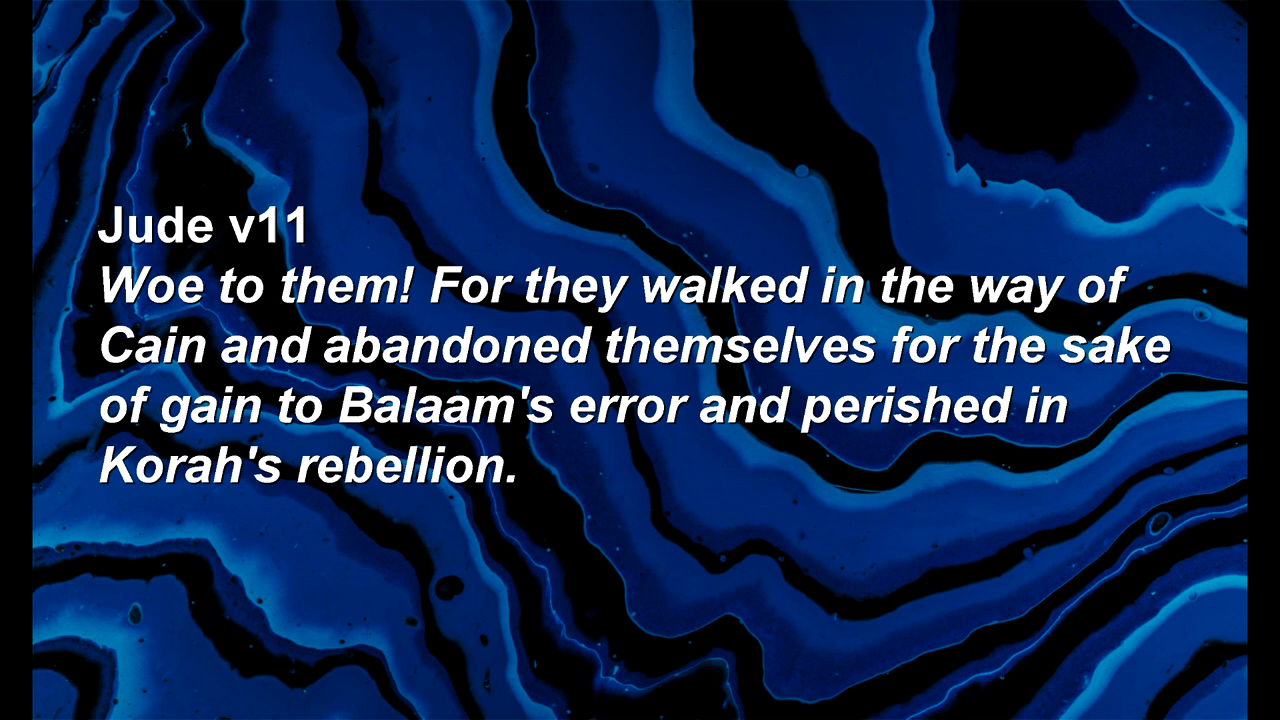 Jude v11
Woe to them! For they walked in the way of
Cain and abandoned themselves for the sake
of gain to Balaam's error and perished in
Korah's rebellion.